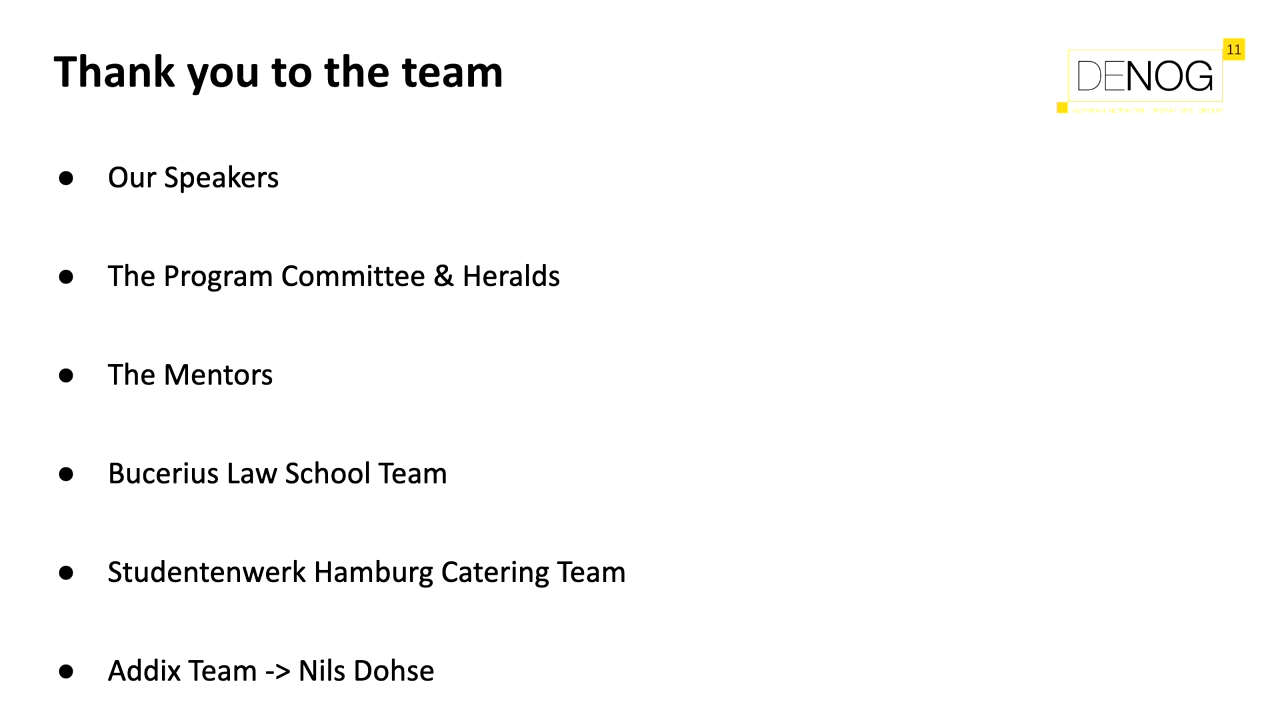 Thank you to the team
11
DENOG
● Our Speakers
● The Program Committee & Heralds
● The Mentors
● Bucerius Law School Team
● Studentenwerk Hamburg Catering Team
● Addix Team -> Nils Dohse